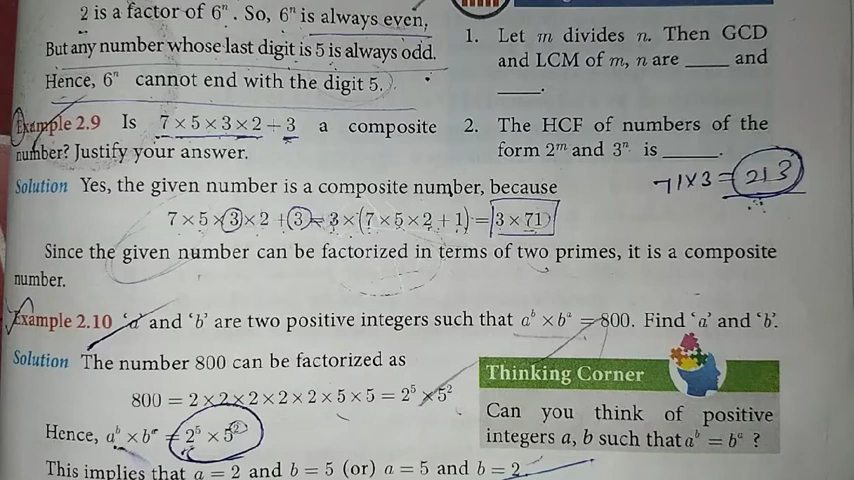 2 is a factor of 6ⁿ. So, 6ⁿ is always even,
But any number whose last digit is 5 is always odd.
Hence, 6ⁿ cannot end with the digit 5.
1. Let m divides n. Then GCD
and LCM of m, n are ____ and
____.
2. The HCF of numbers of the
form 2ᵐ and 3ⁿ is _____.
71×3 = 213
Example 2.9 Is 7×5×3×2+3 a composite
number? Justify your answer.
Solution Yes, the given number is a composite number, because
7×5×3×2+3 = 3×(7×5×2+1) = 3×71
Since the given number can be factorized in terms of two primes, it is a composite
number.
Example 2.10 ‘a’ and ‘b’ are two positive integers such that aᵇ × bᵃ = 800. Find ‘a’ and ‘b’.
Solution The number 800 can be factorized as
800 = 2×2×2×2×2×5×5 = 2⁵ × 5²
Hence, aᵇ × bᵃ = 2⁵ × 5²
This implies that a = 2 and b = 5 (or) a = 5 and b = 2.
Thinking Corner
Can you think of positive
integers a, b such that aᵇ = bᵃ ?